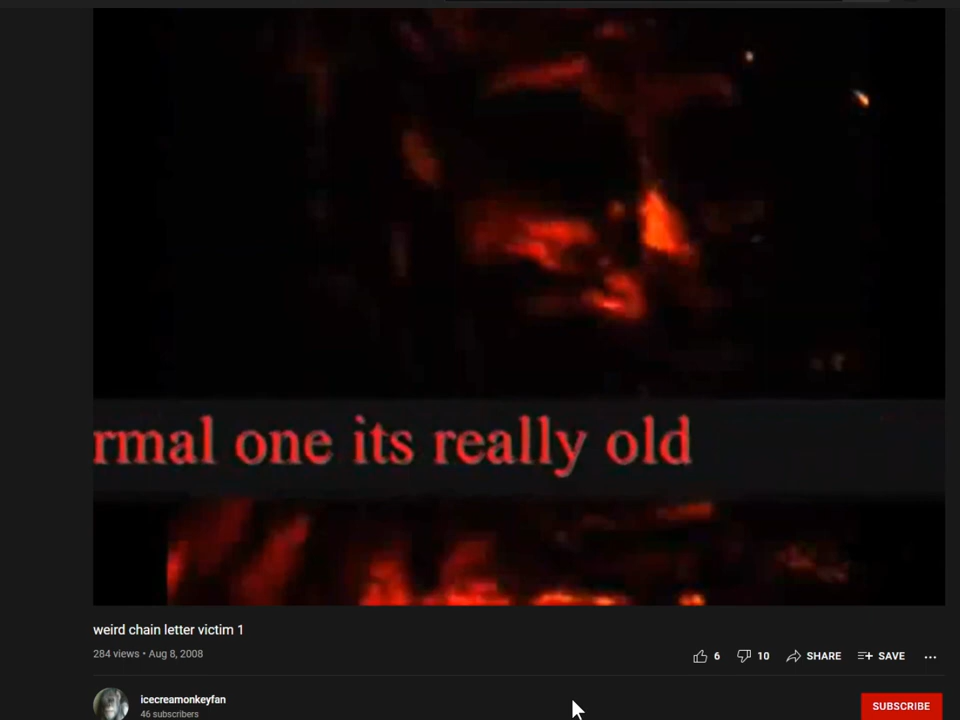 rmal one its really old
weird chain letter victim 1
284 views • Aug 8, 2008
6
10
SHARE
SAVE
icecreamonkeyfan
46 subscribers
SUBSCRIBE